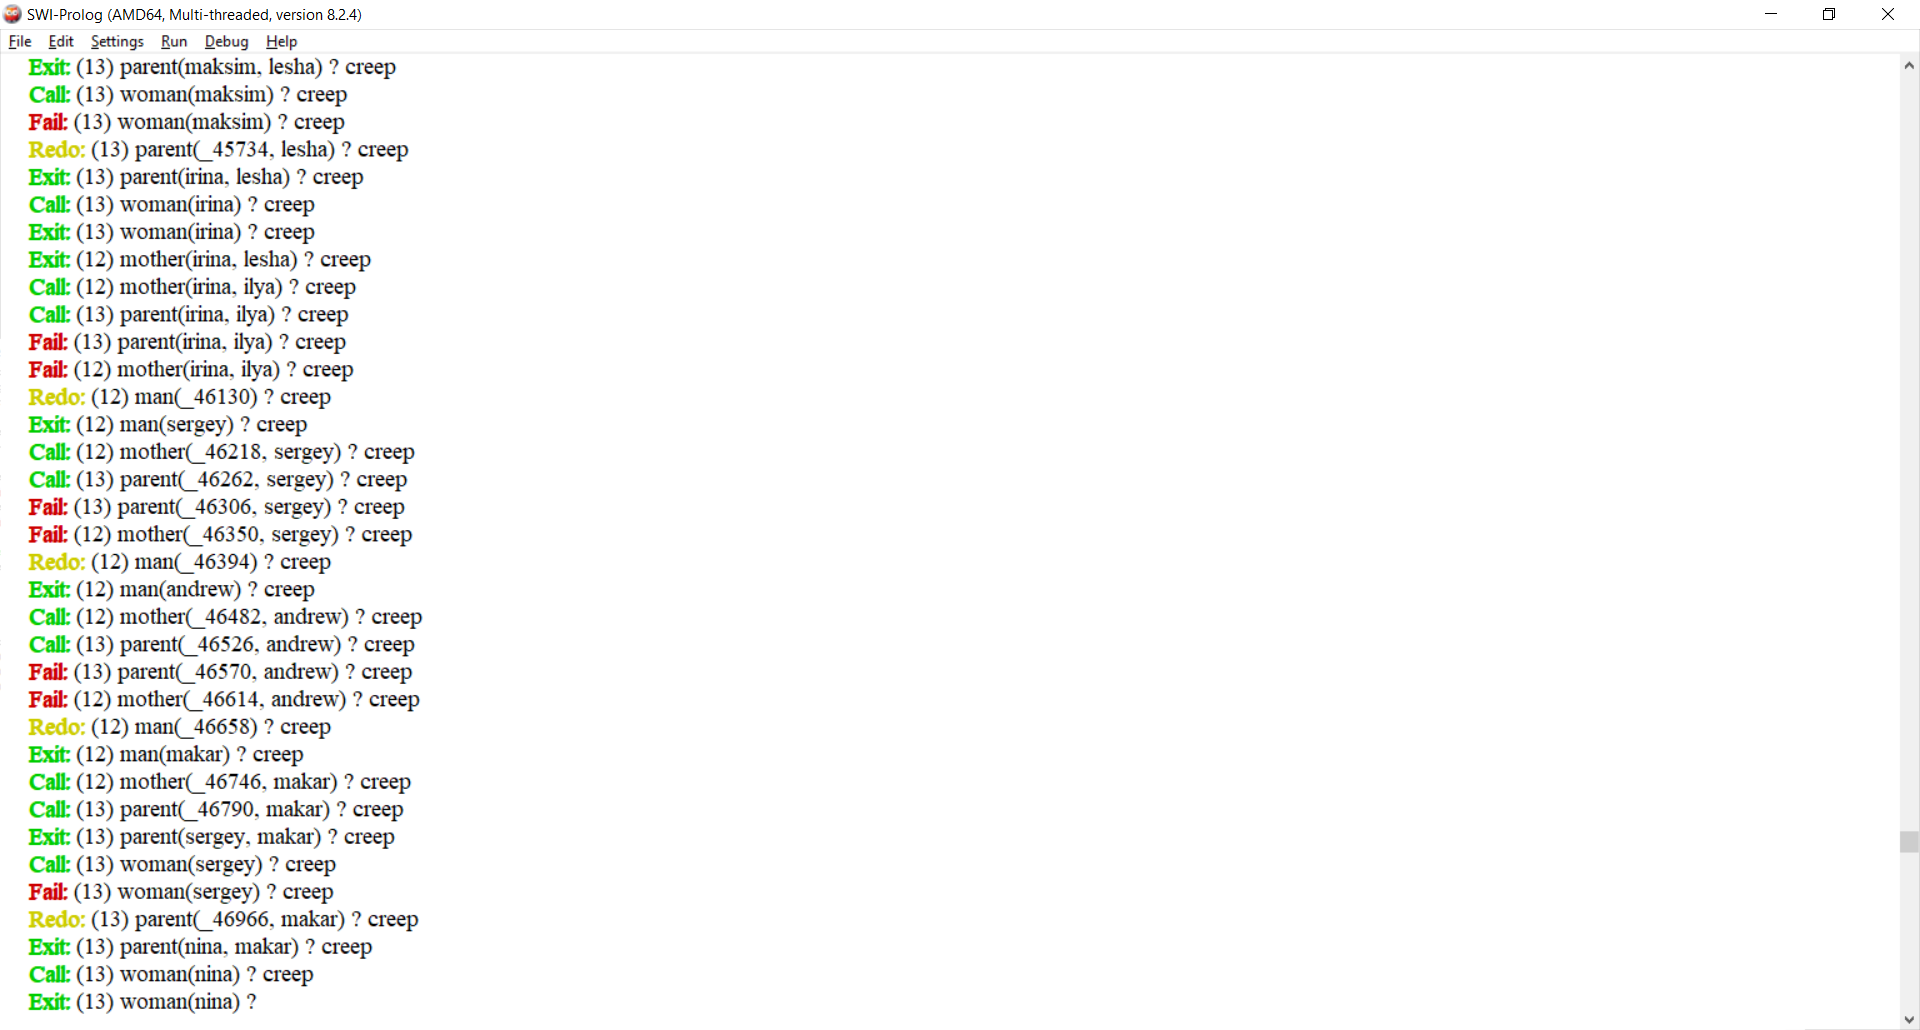 SWI-Prolog (AMD64, Multi-threaded, version 8.2.4)
File Edit Settings Run Debug Help
Exit: (13) parent(maksim, lesha) ? creep
Call: (13) woman(maksim) ? creep
Fail: (13) woman(maksim) ? creep
Redo: (13) parent(_45734, lesha) ? creep
Exit: (13) parent(irina, lesha) ? creep
Call: (13) woman(irina) ? creep
Exit: (13) woman(irina) ? creep
Exit: (12) mother(irina, lesha) ? creep
Call: (12) mother(irina, ilya) ? creep
Call: (13) parent(irina, ilya) ? creep
Fail: (13) parent(irina, ilya) ? creep
Fail: (12) mother(irina, ilya) ? creep
Redo: (12) man(_46130) ? creep
Exit: (12) man(sergey) ? creep
Call: (12) mother(_46218, sergey) ? creep
Call: (13) parent(_46262, sergey) ? creep
Fail: (13) parent(_46306, sergey) ? creep
Fail: (12) mother(_46350, sergey) ? creep
Redo: (12) man(_46394) ? creep
Exit: (12) man(andrew) ? creep
Call: (12) mother(_46482, andrew) ? creep
Call: (13) parent(_46526, andrew) ? creep
Fail: (13) parent(_46570, andrew) ? creep
Fail: (12) mother(_46614, andrew) ? creep
Redo: (12) man(_46658) ? creep
Exit: (12) man(makar) ? creep
Call: (12) mother(_46746, makar) ? creep
Call: (13) parent(_46790, makar) ? creep
Exit: (13) parent(sergey, makar) ? creep
Call: (13) woman(sergey) ? creep
Fail: (13) woman(sergey) ? creep
Redo: (13) parent(_46966, makar) ? creep
Exit: (13) parent(nina, makar) ? creep
Call: (13) woman(nina) ? creep
Exit: (13) woman(nina) ?